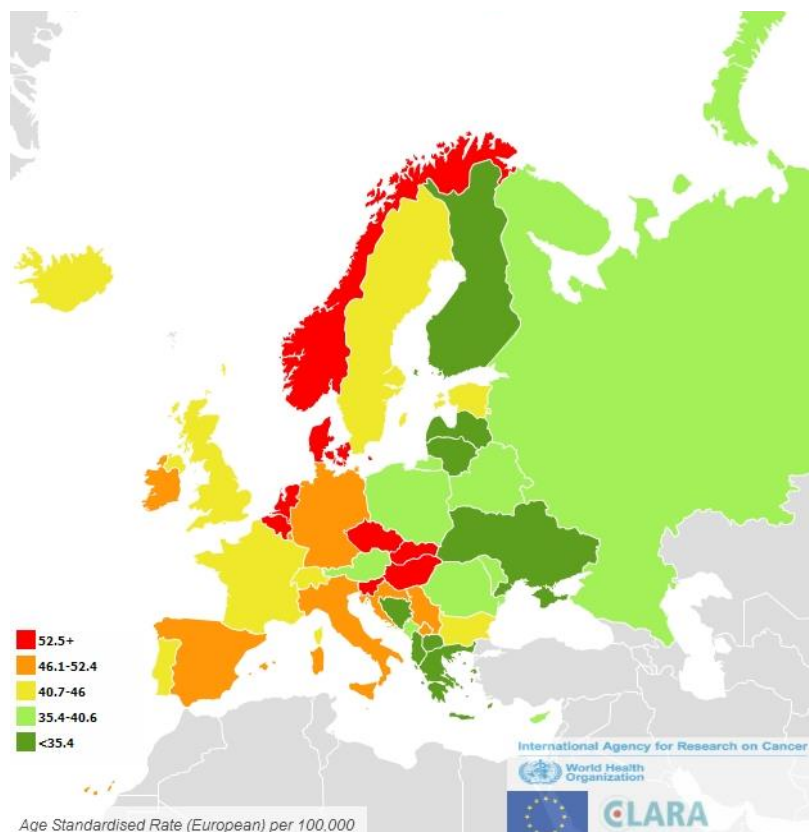 52.5+
46.1-52.4
40.7-46
35.4-40.6
<35.4
International Agency for Research on Cancer
World Health
Organization
CLARA
Age Standardised Rate (European) per 100,000